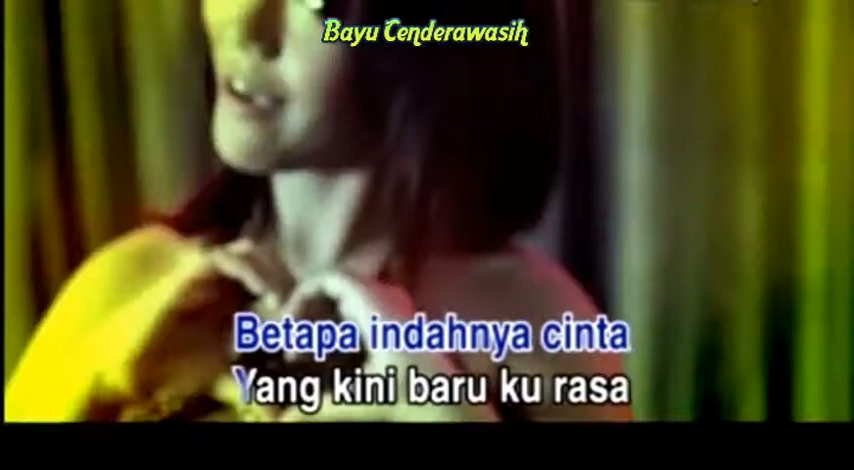 Bayu Cenderawasih
Betapa indahnya cinta
Yang kini baru ku rasa